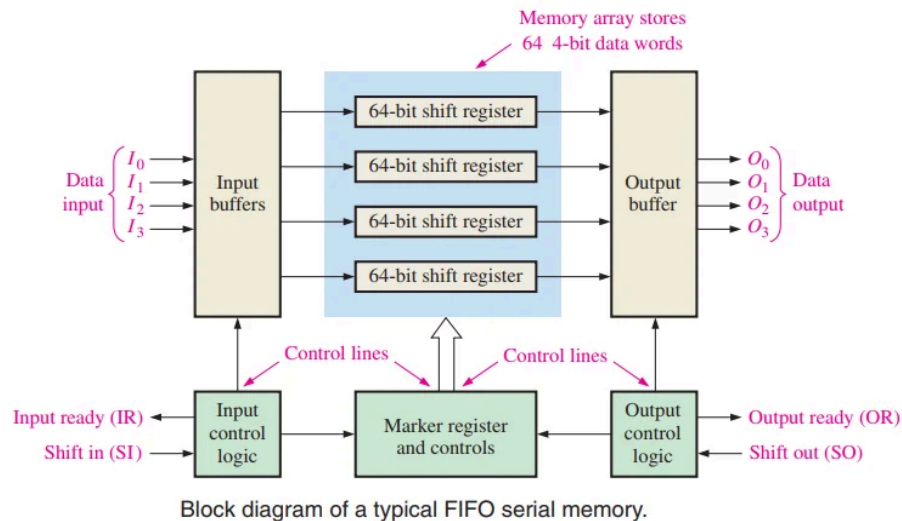 Memory array stores
64 4-bit data words
64-bit shift register
64-bit shift register
64-bit shift register
64-bit shift register
Data
input
I0
I1
I2
I3
Input
buffers
Output
buffer
O0
O1
O2
O3
Data
output
Control lines
Control lines
Input ready (IR)
Shift in (SI)
Input
control
logic
Marker register
and controls
Output
control
logic
Output ready (OR)
Shift out (SO)
Block diagram of a typical FIFO serial memory.